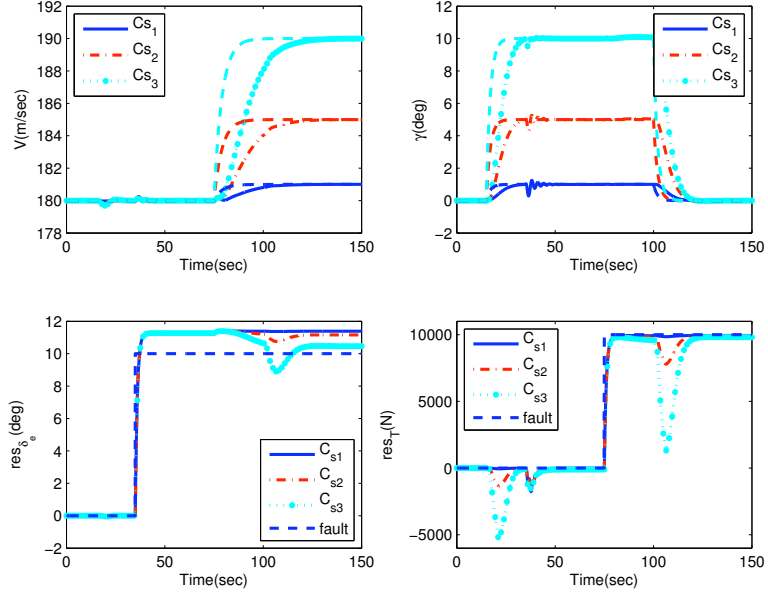 192
190
188
186
184
182
180
178
V(m/sec)
0
50
100
150
Time(sec)
Cs1
Cs2
Cs3
12
10
8
6
4
2
0
-2
γ(deg)
0
50
100
150
Time(sec)
Cs1
Cs2
Cs3
12
10
8
6
4
2
0
-2
res_δ_e(deg)
0
50
100
150
Time(sec)
Cs1
Cs2
Cs3
fault
10000
5000
0
-5000
res_T(N)
0
50
100
150
Time(sec)
Cs1
Cs2
Cs3
fault